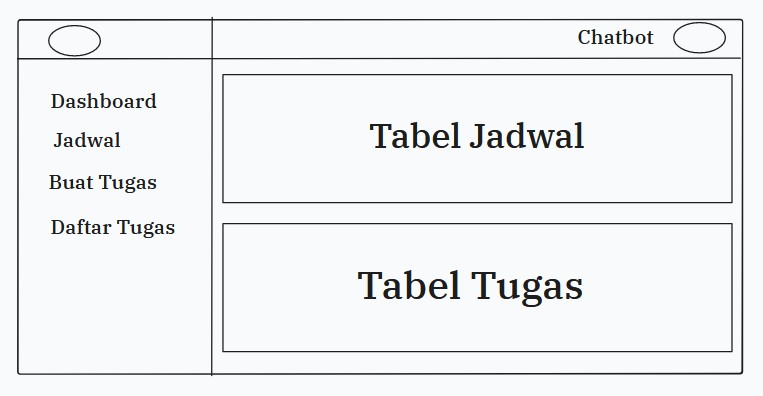 Chatbot
Dashboard
Jadwal
Buat Tugas
Daftar Tugas
Tabel Jadwal
Tabel Tugas